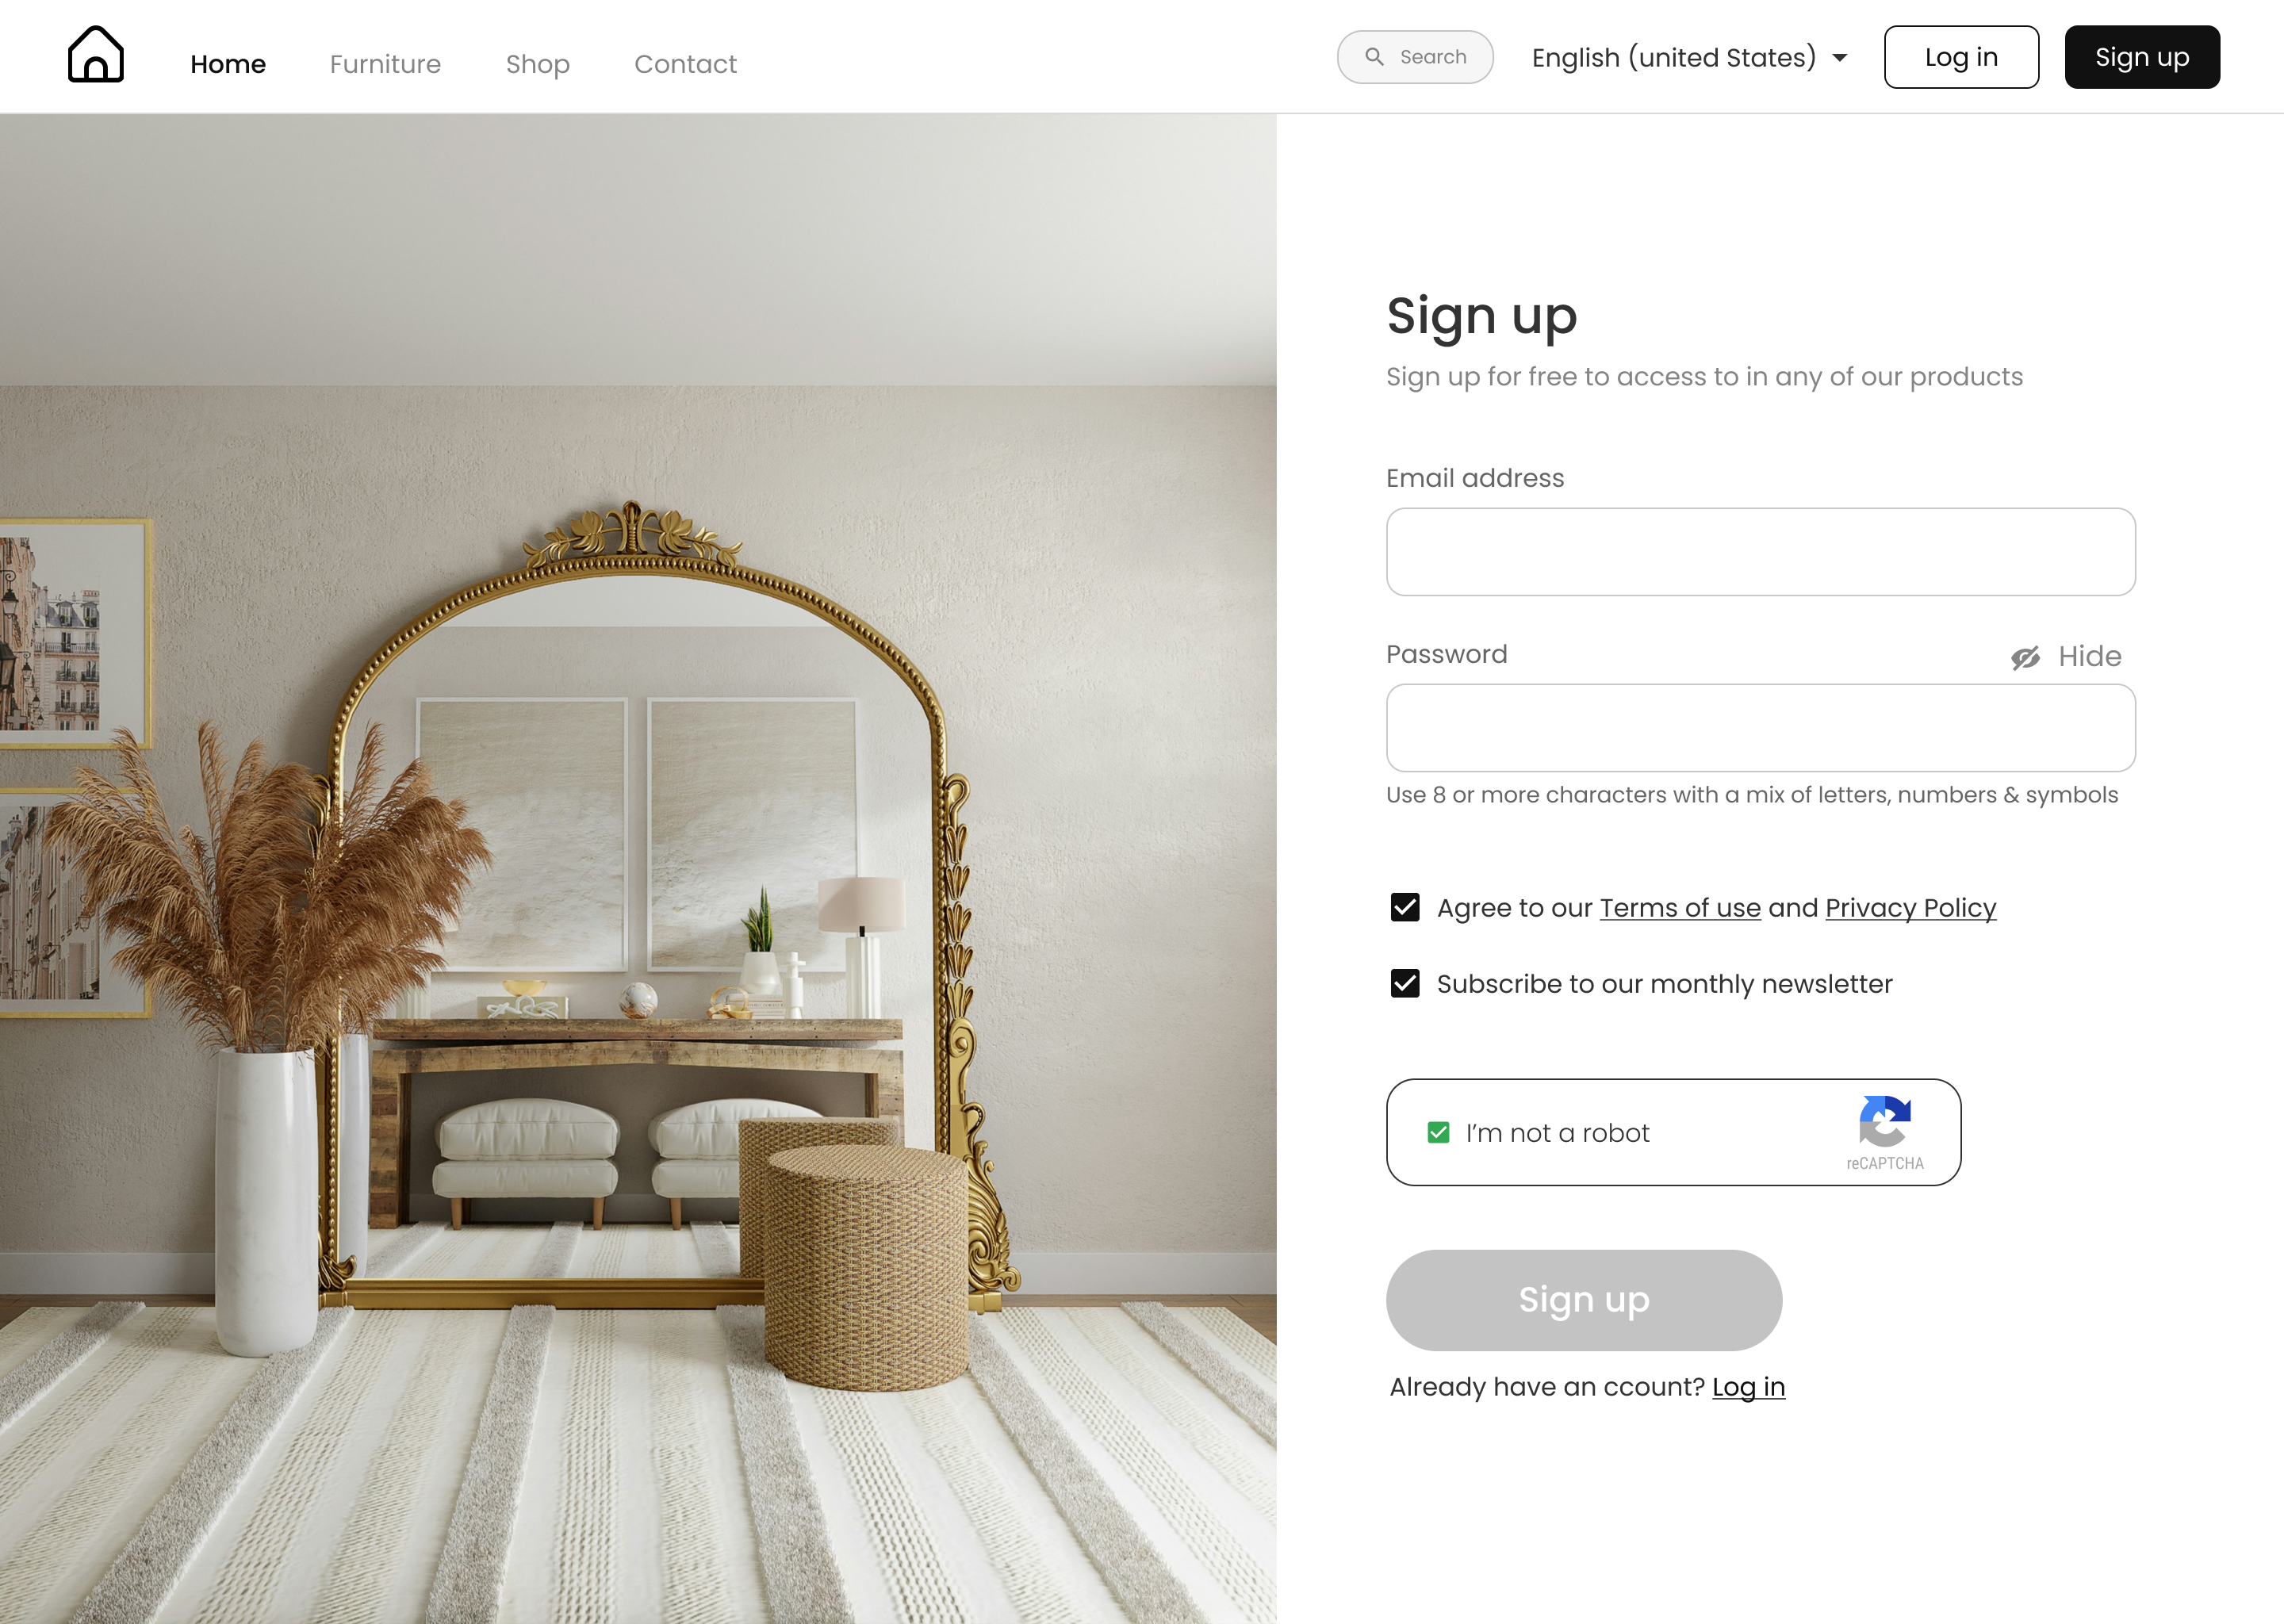 Home Furniture Shop Contact Search English (united States) Log in Sign up
Sign up
Sign up for free to access to in any of our products
Email address
Password Hide
Use 8 or more characters with a mix of letters, numbers & symbols
Agree to our Terms of use and Privacy Policy
Subscribe to our monthly newsletter
I’m not a robot
reCAPTCHA
Sign up
Already have an ccount? Log in